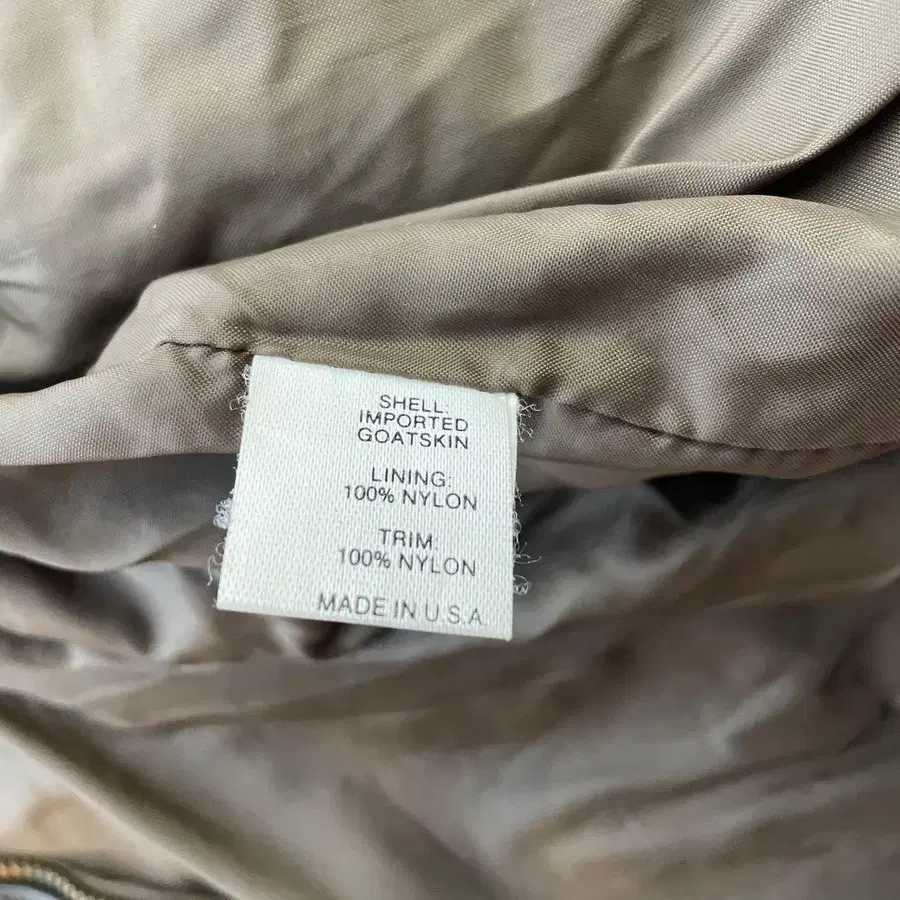 SHELL:
IMPORTED
GOATSKIN
LINING:
100% NYLON
TRIM:
100% NYLON
MADE IN U.S.A.